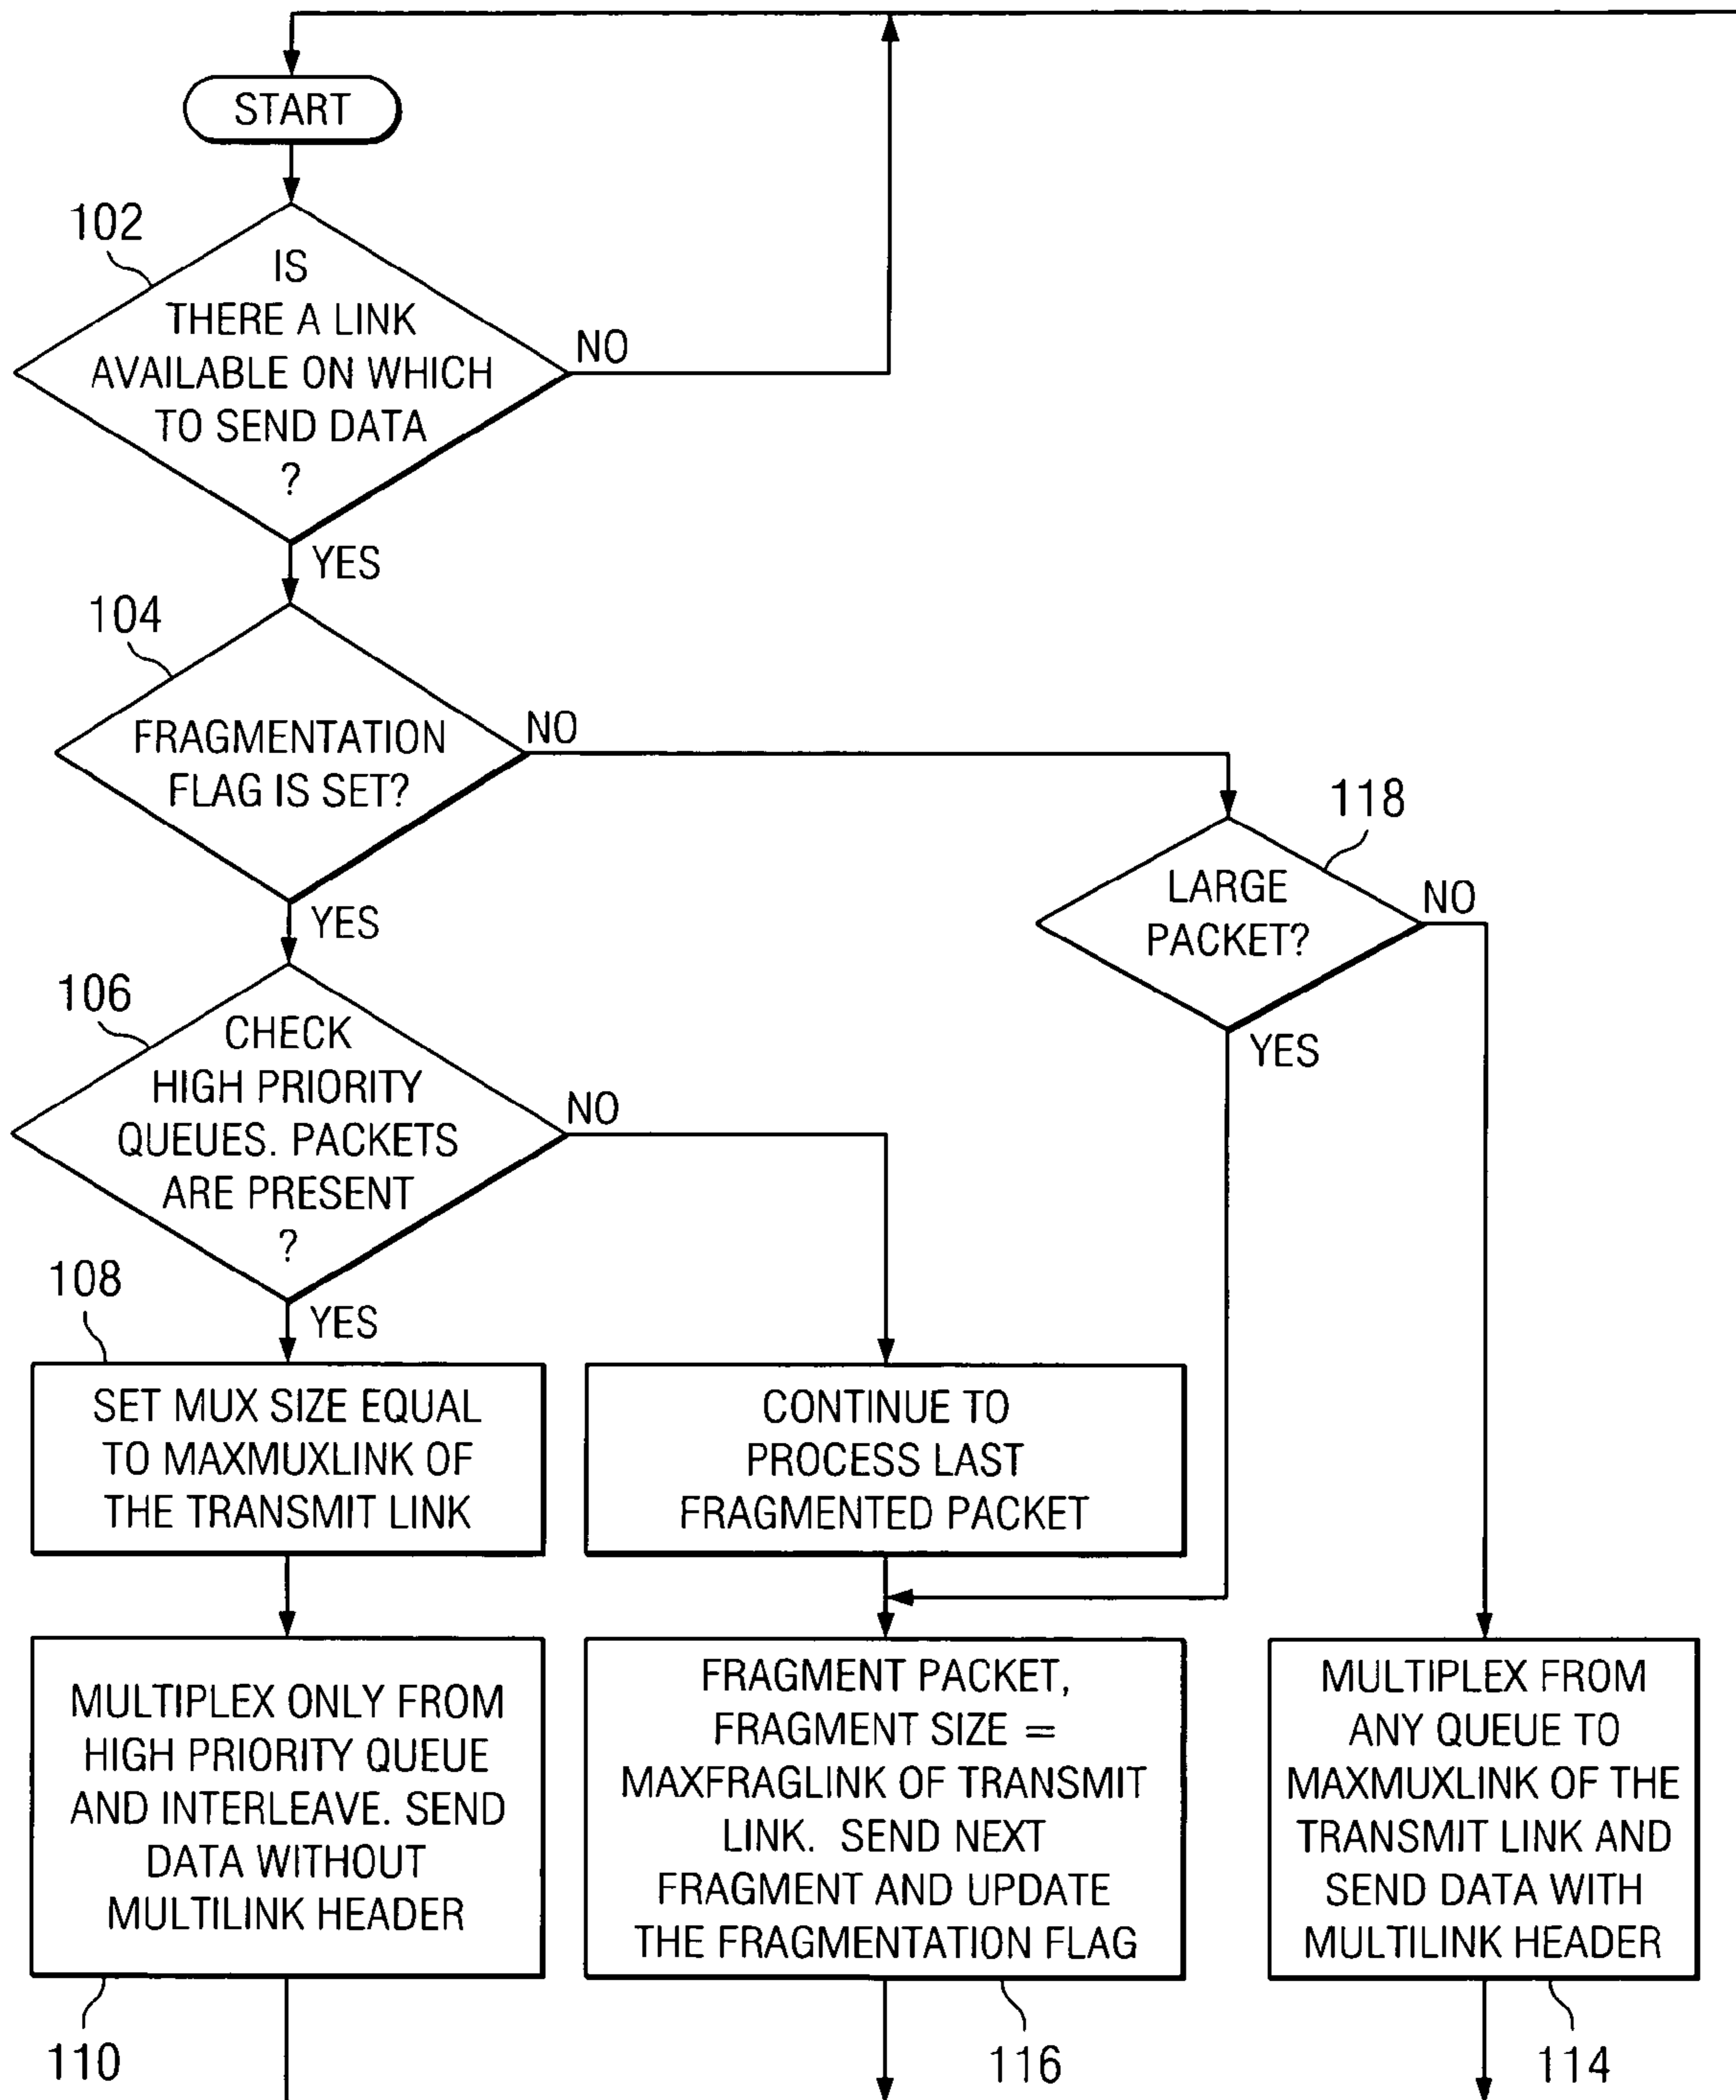 START
102
IS
THERE A LINK
AVAILABLE ON WHICH
TO SEND DATA
?
NO
YES
104
FRAGMENTATION
FLAG IS SET?
NO
YES
118
LARGE
PACKET?
NO
YES
106
CHECK
HIGH PRIORITY
QUEUES. PACKETS
ARE PRESENT
?
NO
YES
108
SET MUX SIZE EQUAL
TO MAXMUXLINK OF
THE TRANSMIT LINK
CONTINUE TO
PROCESS LAST
FRAGMENTED PACKET
MULTIPLEX ONLY FROM
HIGH PRIORITY QUEUE
AND INTERLEAVE. SEND
DATA WITHOUT
MULTILINK HEADER
110
FRAGMENT PACKET,
FRAGMENT SIZE =
MAXFRAGLINK OF TRANSMIT
LINK. SEND NEXT
FRAGMENT AND UPDATE
THE FRAGMENTATION FLAG
116
MULTIPLEX FROM
ANY QUEUE TO
MAXMUXLINK OF THE
TRANSMIT LINK AND
SEND DATA WITH
MULTILINK HEADER
114